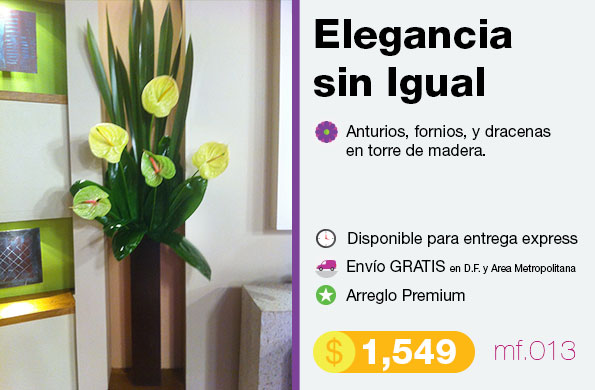 Elegancia
sin Igual
Anturios, fornios, y dracenas
en torre de madera.
Disponible para entrega express
Envío GRATIS en D.F. y Area Metropolitana
Arreglo Premium
$ 1,549 mf.013